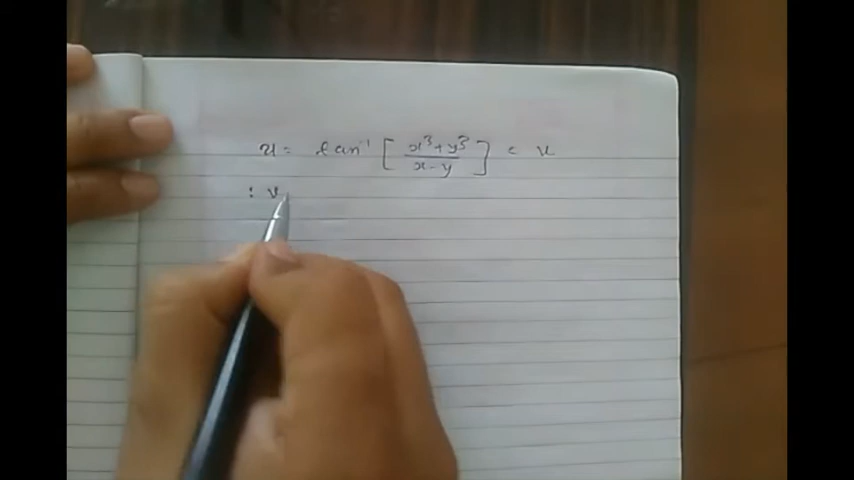 u = tan⁻¹ [ (x³+y³)/(x-y) ] = u
: v